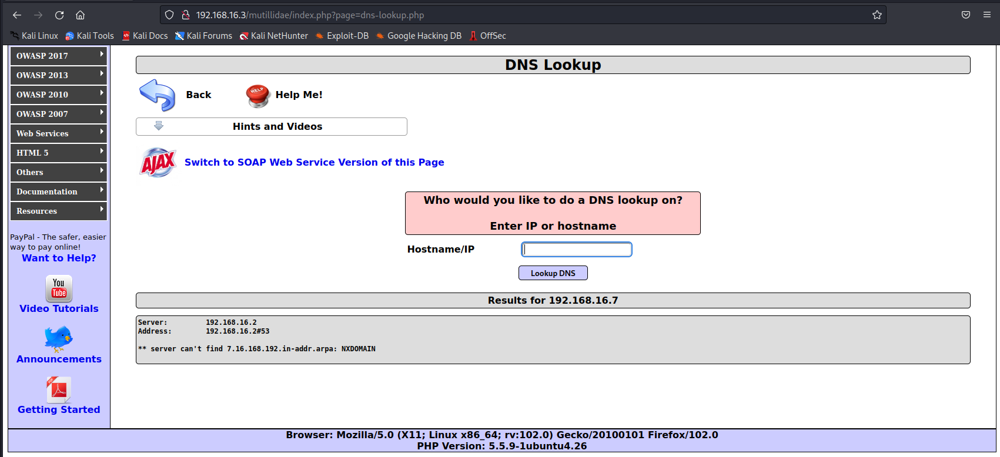 192.168.16.3/mutillidae/index.php?page=dns-lookup.php
Kali Linux Kali Tools Kali Docs Kali Forums Kali NetHunter Exploit-DB Google Hacking DB OffSec
OWASP 2017
OWASP 2013
OWASP 2010
OWASP 2007
Web Services
HTML 5
Others
Documentation
Resources
PayPal - The safer, easier
way to pay online!
Want to Help?
You
Tube
Video Tutorials
Announcements
PDF
Getting Started
DNS Lookup
Back
HELP
Help Me!
Hints and Videos
AJAX
Switch to SOAP Web Service Version of this Page
Who would you like to do a DNS lookup on?
Enter IP or hostname
Hostname/IP
Lookup DNS
Results for 192.168.16.7
Server: 192.168.16.2
Address: 192.168.16.2#53
** server can't find 7.16.168.192.in-addr.arpa: NXDOMAIN
Browser: Mozilla/5.0 (X11; Linux x86_64; rv:102.0) Gecko/20100101 Firefox/102.0
PHP Version: 5.5.9-1ubuntu4.26